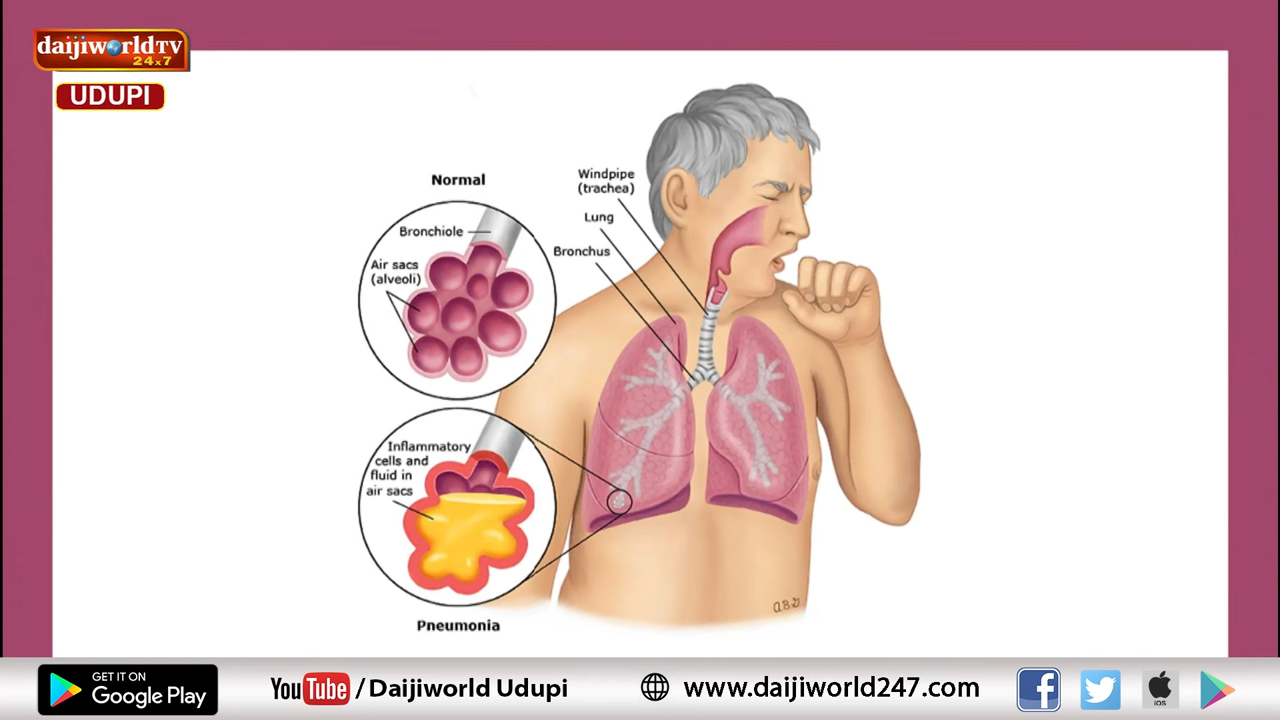 daijiworldTV
24x7
UDUPI
Normal
Bronchiole
Air sacs
(alveoli)
Windpipe
(trachea)
Lung
Bronchus
Inflammatory
cells and
fluid in
air sacs
Pneumonia
GET IT ON
Google Play
YouTube / Daijiworld Udupi
www.daijiworld247.com
f
iOS